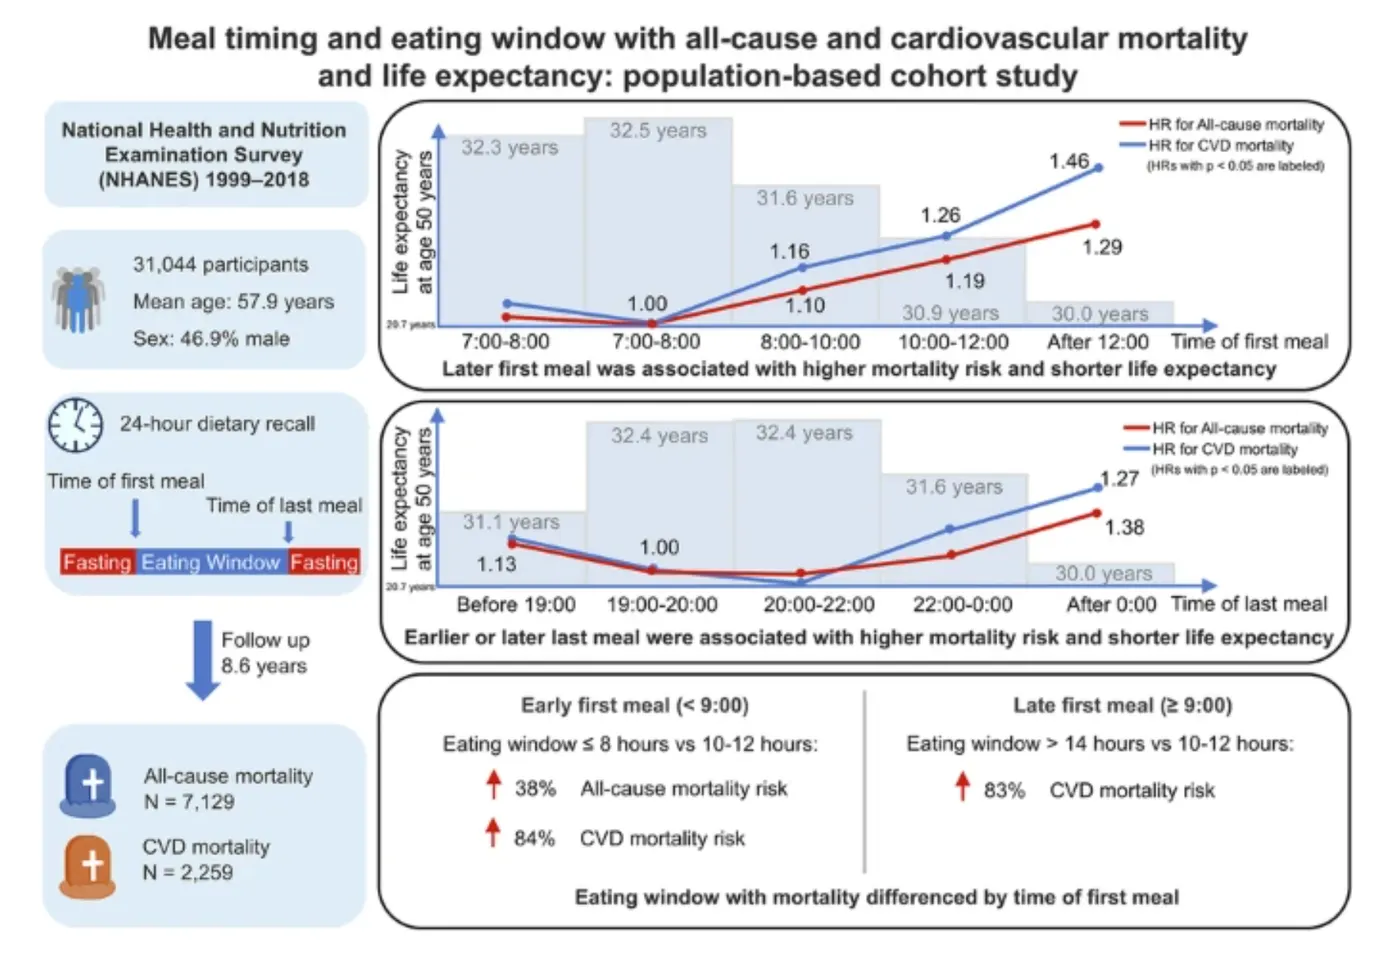 Meal timing and eating window with all-cause and cardiovascular mortality
and life expectancy: population-based cohort study
National Health and Nutrition
Examination Survey
(NHANES) 1999–2018
31,044 participants
Mean age: 57.9 years
Sex: 46.9% male
24-hour dietary recall
Time of first meal
Time of last meal
Fasting Eating Window Fasting
Follow up
8.6 years
All-cause mortality
N = 7,129
CVD mortality
N = 2,259
Life expectancy
at age 50 years
32.3 years
32.5 years
31.6 years
30.9 years
30.0 years
HR for All-cause mortality
HR for CVD mortality
(HRs with p < 0.05 are labeled)
1.00
1.16
1.10
1.26
1.19
1.46
1.29
20.7 years
7:00-8:00 7:00-8:00 8:00-10:00 10:00-12:00 After 12:00 Time of first meal
Later first meal was associated with higher mortality risk and shorter life expectancy
Life expectancy
at age 50 years
31.1 years
32.4 years
32.4 years
31.6 years
30.0 years
HR for All-cause mortality
HR for CVD mortality
(HRs with p < 0.05 are labeled)
1.13
1.00
1.27
1.38
20.7 years
Before 19:00 19:00-20:00 20:00-22:00 22:00-0:00 After 0:00 Time of last meal
Earlier or later last meal were associated with higher mortality risk and shorter life expectancy
Early first meal (< 9:00)
Eating window ≤ 8 hours vs 10-12 hours:
38% All-cause mortality risk
84% CVD mortality risk
Late first meal (≥ 9:00)
Eating window > 14 hours vs 10-12 hours:
83% CVD mortality risk
Eating window with mortality differenced by time of first meal